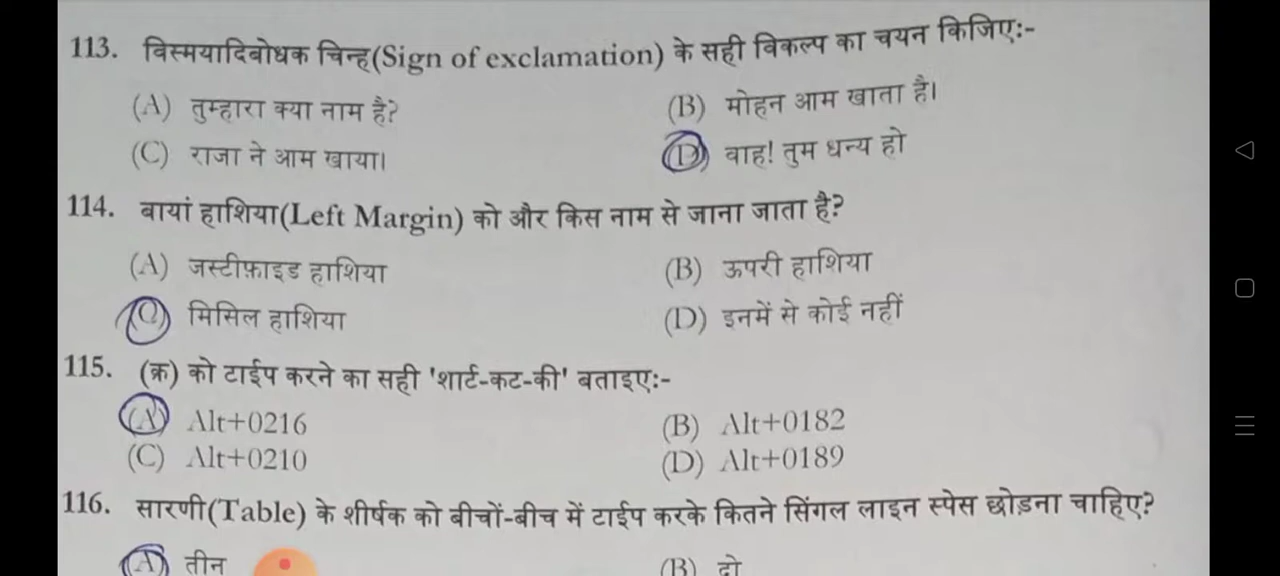 113. विस्मयादिबोधक चिन्ह(Sign of exclamation) के सही विकल्प का चयन किजिए:-
(A) तुम्हारा क्या नाम है? (B) मोहन आम खाता है।
(C) राजा ने आम खाया। (D) वाह! तुम धन्य हो
114. बायां हाशिया(Left Margin) को और किस नाम से जाना जाता है?
(A) जस्टीफ़ाइड हाशिया (B) ऊपरी हाशिया
(C) मिसिल हाशिया (D) इनमें से कोई नहीं
115. (क्र) को टाईप करने का सही 'शार्ट-कट-की' बताइए:-
(A) Alt+0216 (B) Alt+0182
(C) Alt+0210 (D) Alt+0189
116. सारणी(Table) के शीर्षक को बीचों-बीच में टाईप करके कितने सिंगल लाइन स्पेस छोड़ना चाहिए?
(A) तीन (B) दो